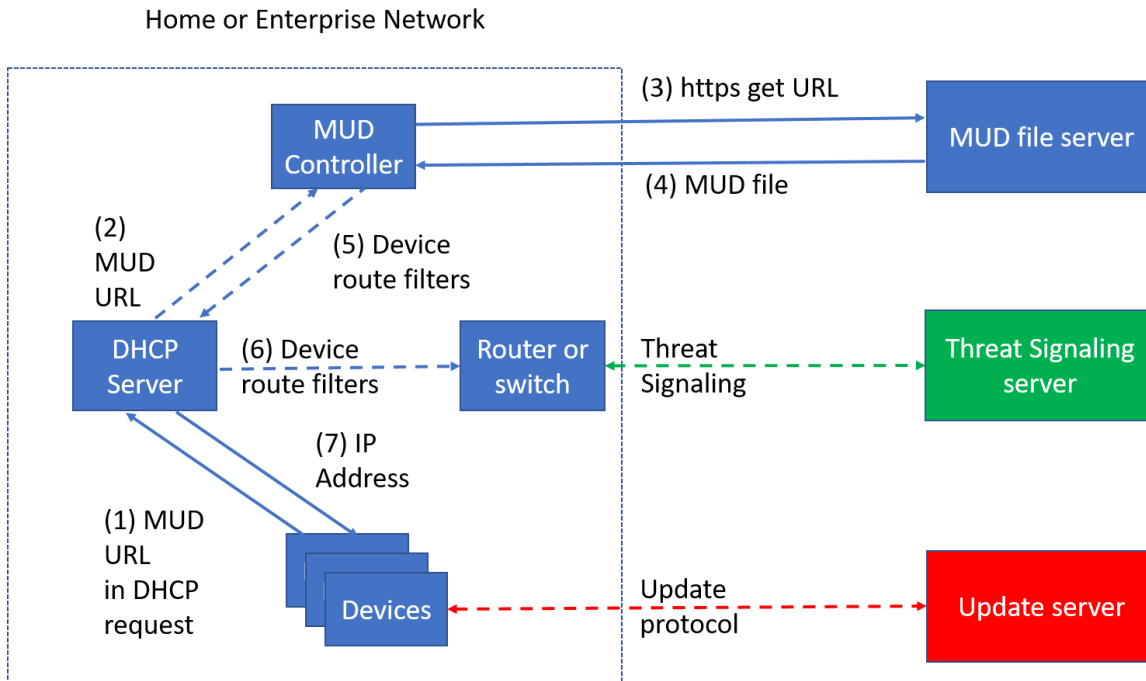 Home or Enterprise Network
(3) https get URL
MUD
Controller
MUD file server
(4) MUD file
(2)
MUD
URL
(5) Device
route filters
DHCP
Server
(6) Device
route filters
Router or
switch
Threat
Signaling
Threat Signaling
server
(7) IP
Address
(1) MUD
URL
in DHCP
request
Devices
Update
protocol
Update server